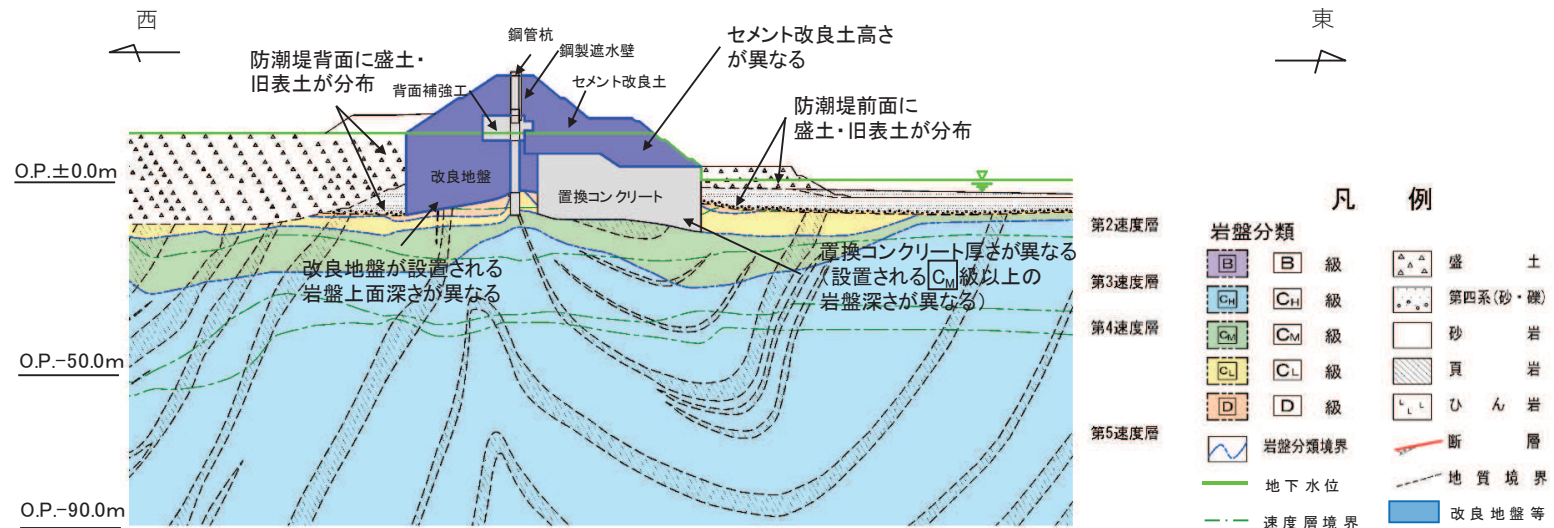 西
東
鋼管杭
鋼製遮水壁
セメント改良土
背面補強工
防潮堤背面に盛土・
旧表土が分布
セメント改良土高さ
が異なる
防潮堤前面に
盛土・旧表土が分布
O.P.±0.0m
改良地盤
置換コンクリート
改良地盤が設置される
岩盤上面深さが異なる
置換コンクリート厚さが異なる
（設置されるCM級以上の
岩盤深さが異なる）
O.P.-50.0m
O.P.-90.0m
第2速度層
第3速度層
第4速度層
第5速度層
凡 例
岩盤分類
B B 級
CH CH 級
CM CM 級
CL CL 級
D D 級
岩盤分類境界
地下水位
速度層境界
盛 土
第四系(砂・礫)
砂 岩
頁 岩
ひん岩
断 層
地質境界
改良地盤等